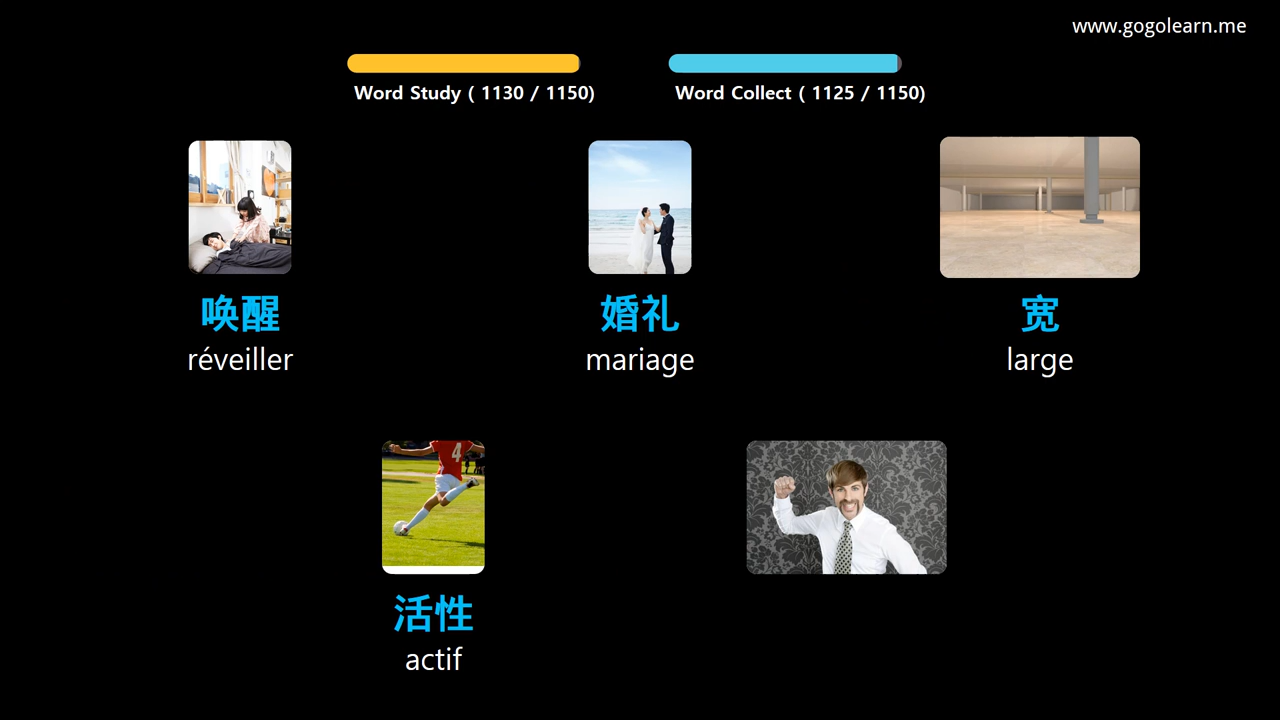 www.gogolearn.me
Word Study ( 1130 / 1150)
Word Collect ( 1125 / 1150)
唤醒
réveiller
婚礼
mariage
宽
large
4
活性
actif